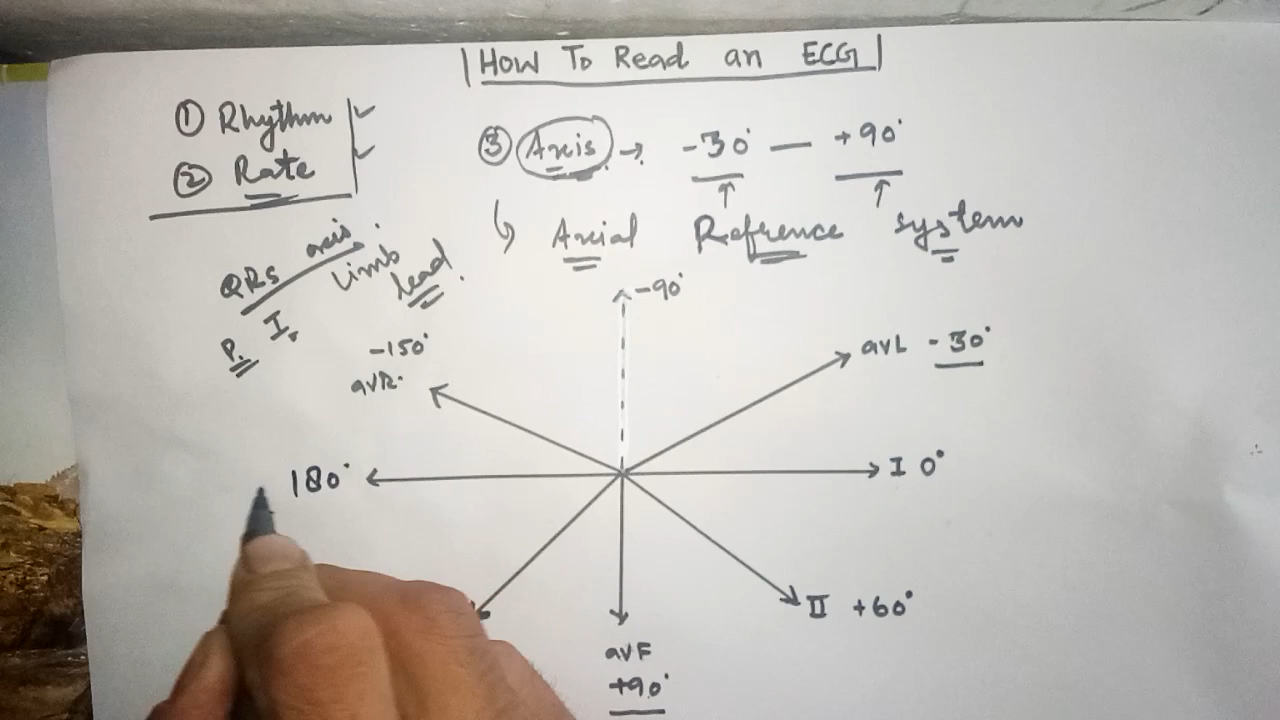 How To Read an ECG
① Rhythm
② Rate
③ Axis → -30° — +90°
Axial Refrence system
QRS axis.
limb
lead.
P. I.
-90°
-150°
avR.
avL -30°
180°
I 0°
II +60°
avF
+90°